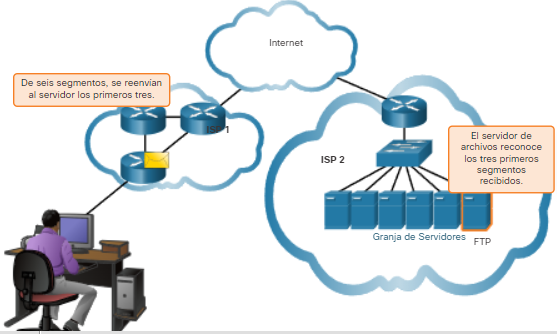 Internet
De seis segmentos, se reenvían
al servidor los primeros tres.
ISP 1
El servidor de
archivos reconoce
los tres primeros
segmentos
recibidos.
ISP 2
Granja de Servidores
FTP